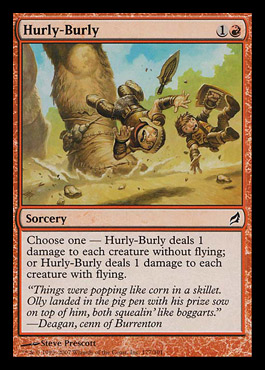 Hurly-Burly 1
Sorcery
Choose one — Hurly-Burly deals 1
damage to each creature without flying;
or Hurly-Burly deals 1 damage to each
creature with flying.
"Things were popping like corn in a skillet.
Olly landed in the pig pen with his prize sow
on top of him, both squealin' like boggarts."
—Deagan, cenn of Burrenton
Steve Prescott